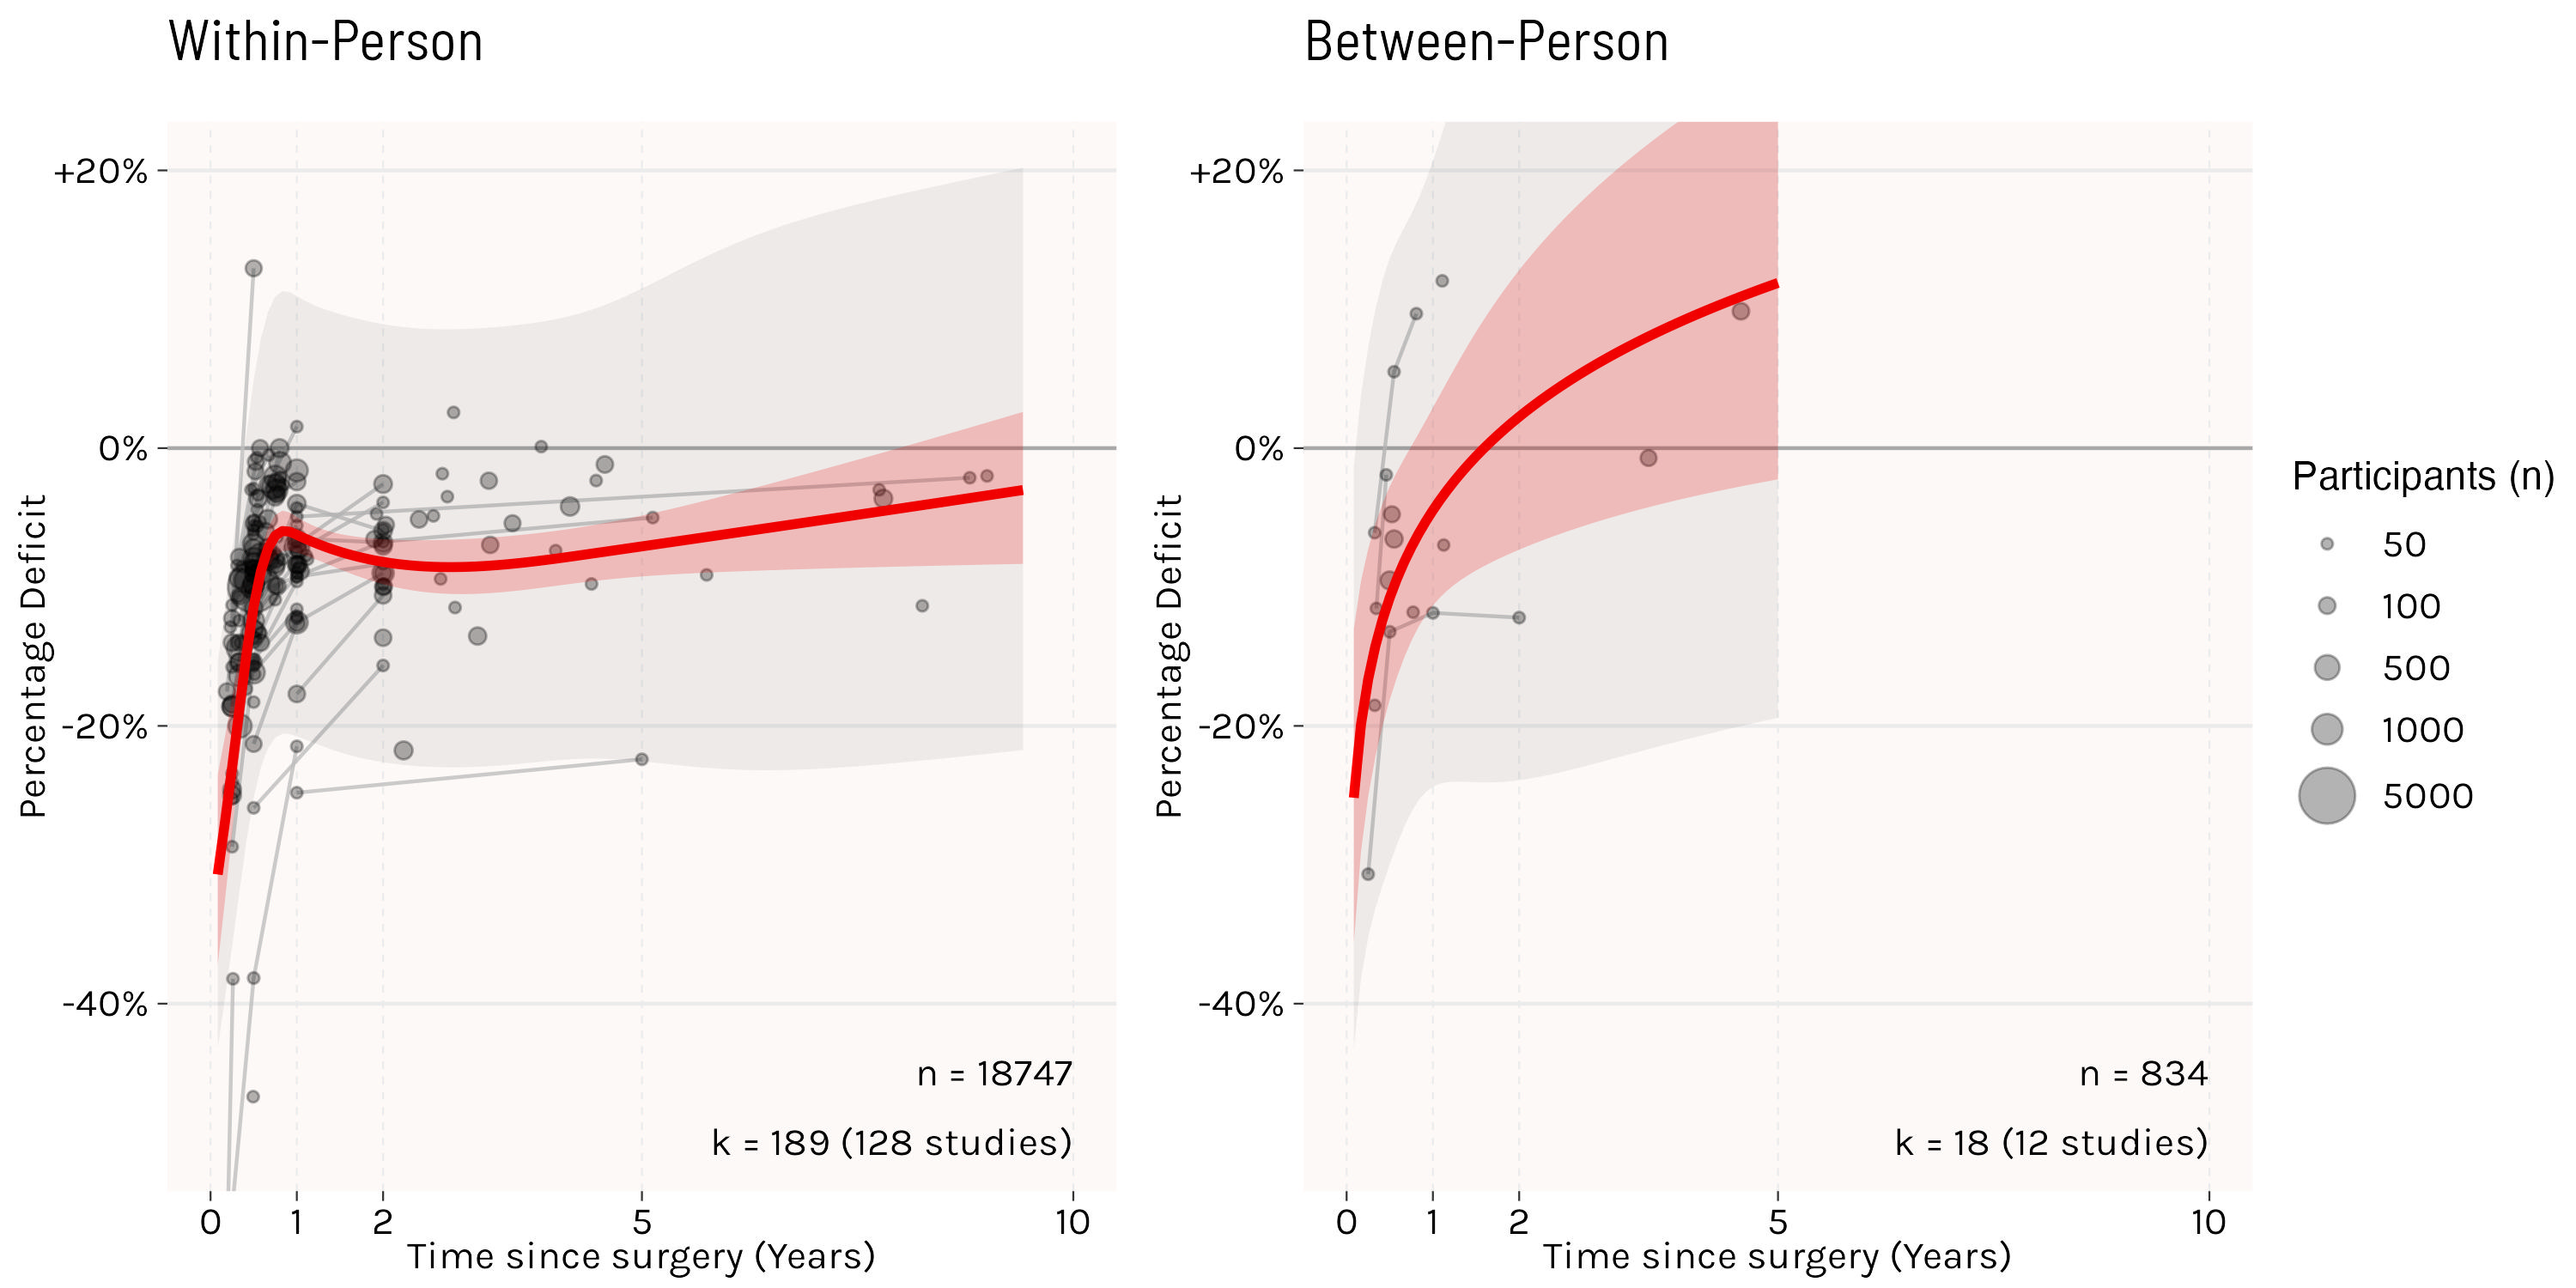 Within-Person
Percentage Deficit
+20%
0%
-20%
-40%
n = 18747
k = 189 (128 studies)
0 1 2 5 10
Time since surgery (Years)
Between-Person
Percentage Deficit
+20%
0%
-20%
-40%
n = 834
k = 18 (12 studies)
0 1 2 5 10
Time since surgery (Years)
Participants (n)
50
100
500
1000
5000